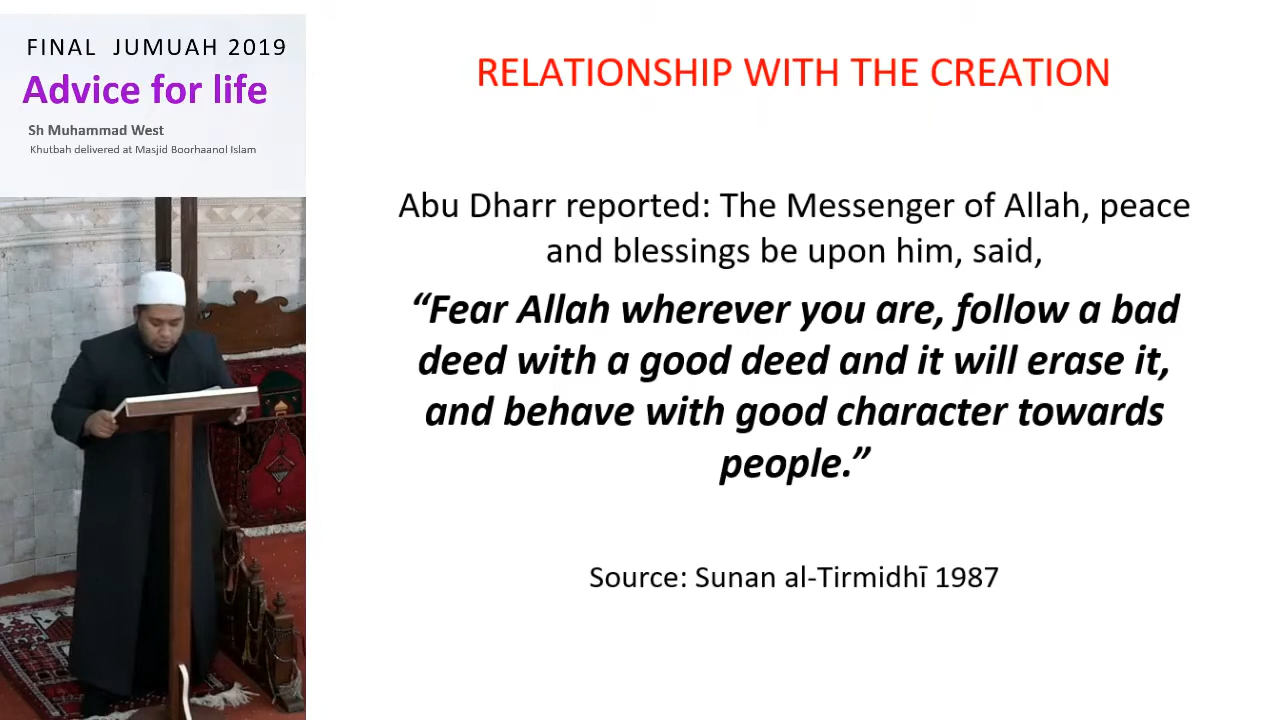 FINAL JUMUAH 2019
Advice for life
Sh Muhammad West
Khutbah delivered at Masjid Boorhaanol Islam
RELATIONSHIP WITH THE CREATION
Abu Dharr reported: The Messenger of Allah, peace
and blessings be upon him, said,
“Fear Allah wherever you are, follow a bad
deed with a good deed and it will erase it,
and behave with good character towards
people.”
Source: Sunan al-Tirmidhī 1987